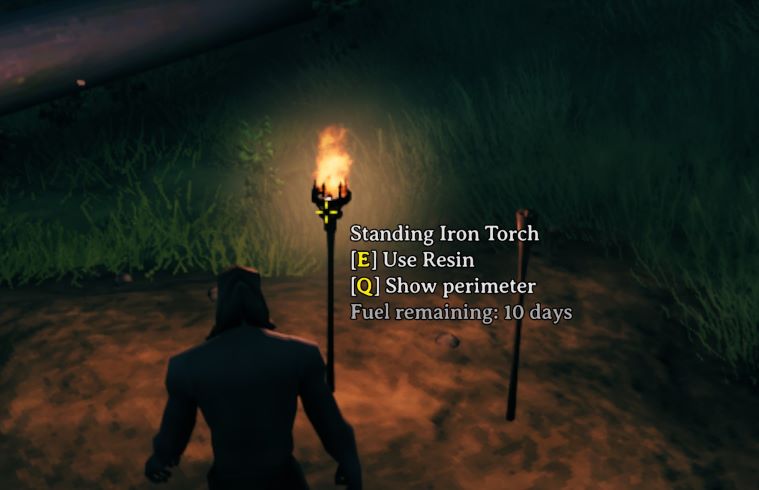 Standing Iron Torch
[E] Use Resin
[Q] Show perimeter
Fuel remaining: 10 days